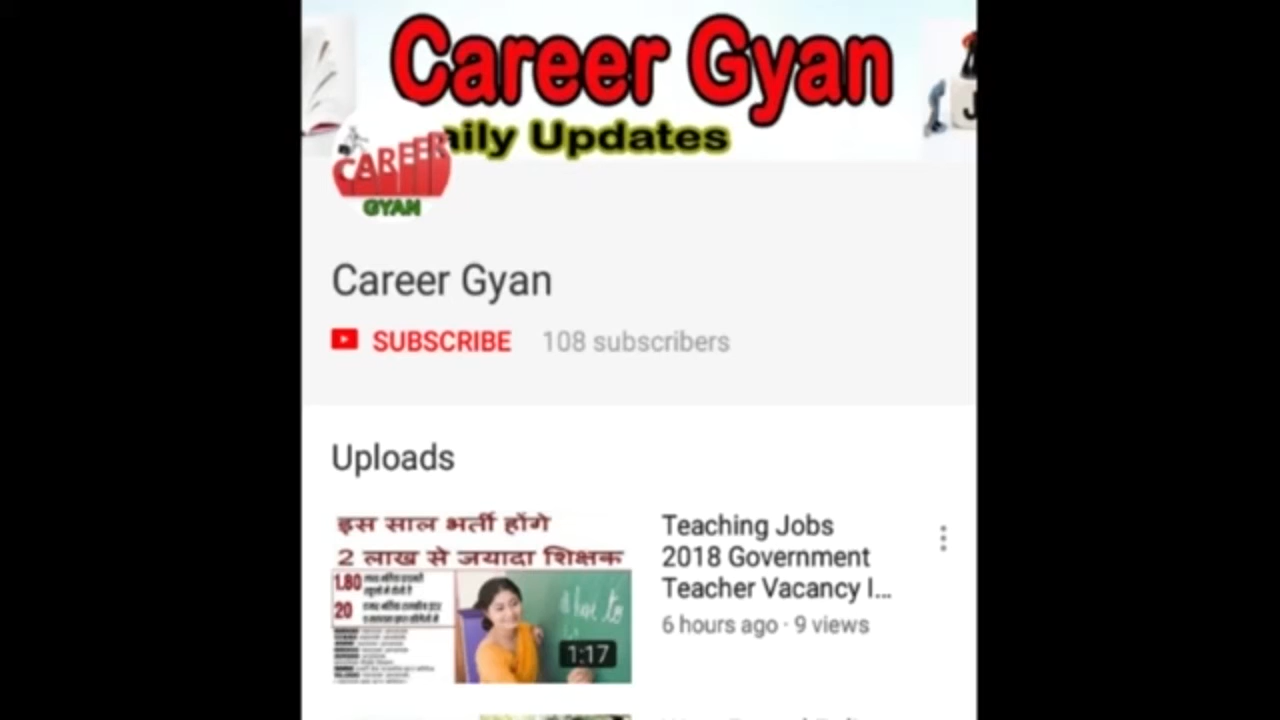 Career Gyan
aily Updates
CAREER
GYAN
Career Gyan
SUBSCRIBE 108 subscribers
Uploads
इस साल भर्ती होंगे
2 लाख से जयादा शिक्षक
1.80
20
1:17
Teaching Jobs
2018 Government
Teacher Vacancy I...
6 hours ago · 9 views